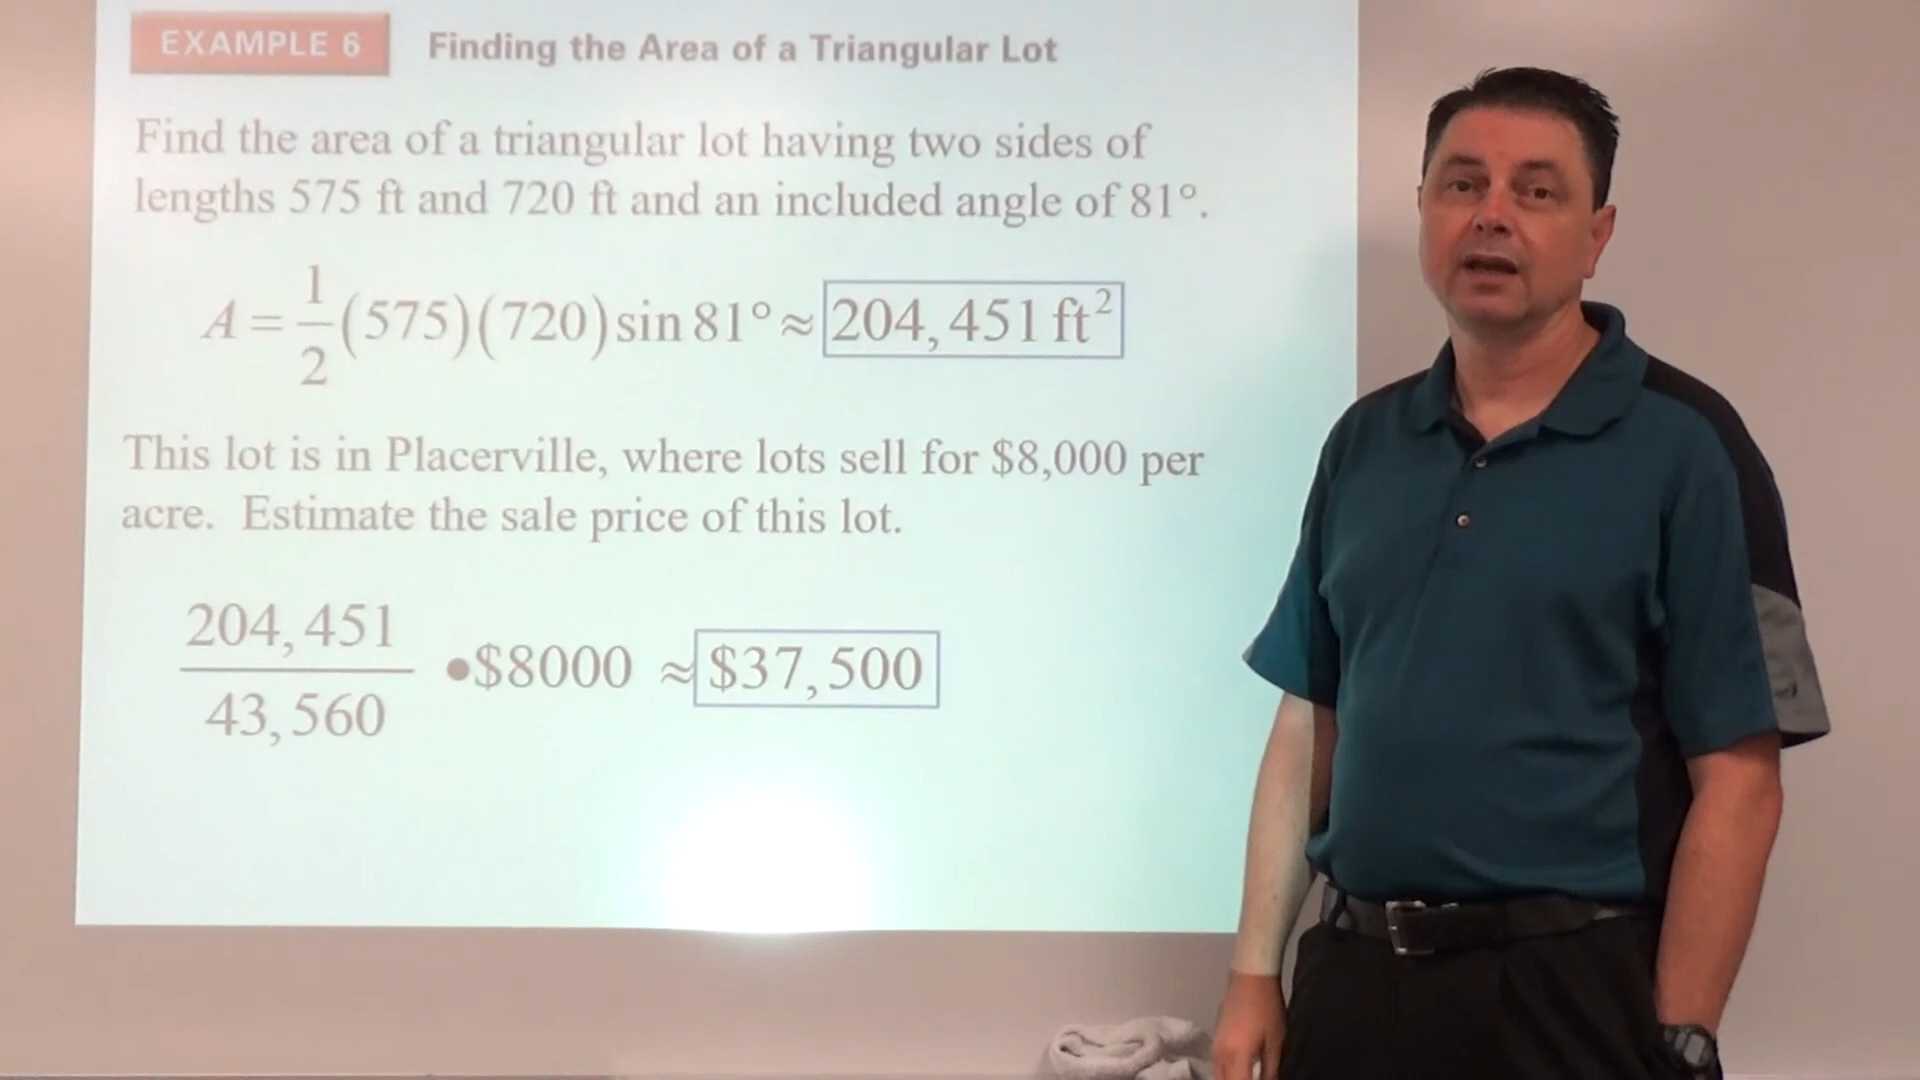 EXAMPLE 6 Finding the Area of a Triangular Lot
Find the area of a triangular lot having two sides of
lengths 575 ft and 720 ft and an included angle of 81°.
A = 1/2 (575)(720) sin 81° ≈ 204,451 ft²
This lot is in Placerville, where lots sell for $8,000 per
acre. Estimate the sale price of this lot.
204,451/43,560 •$8000 ≈ $37,500